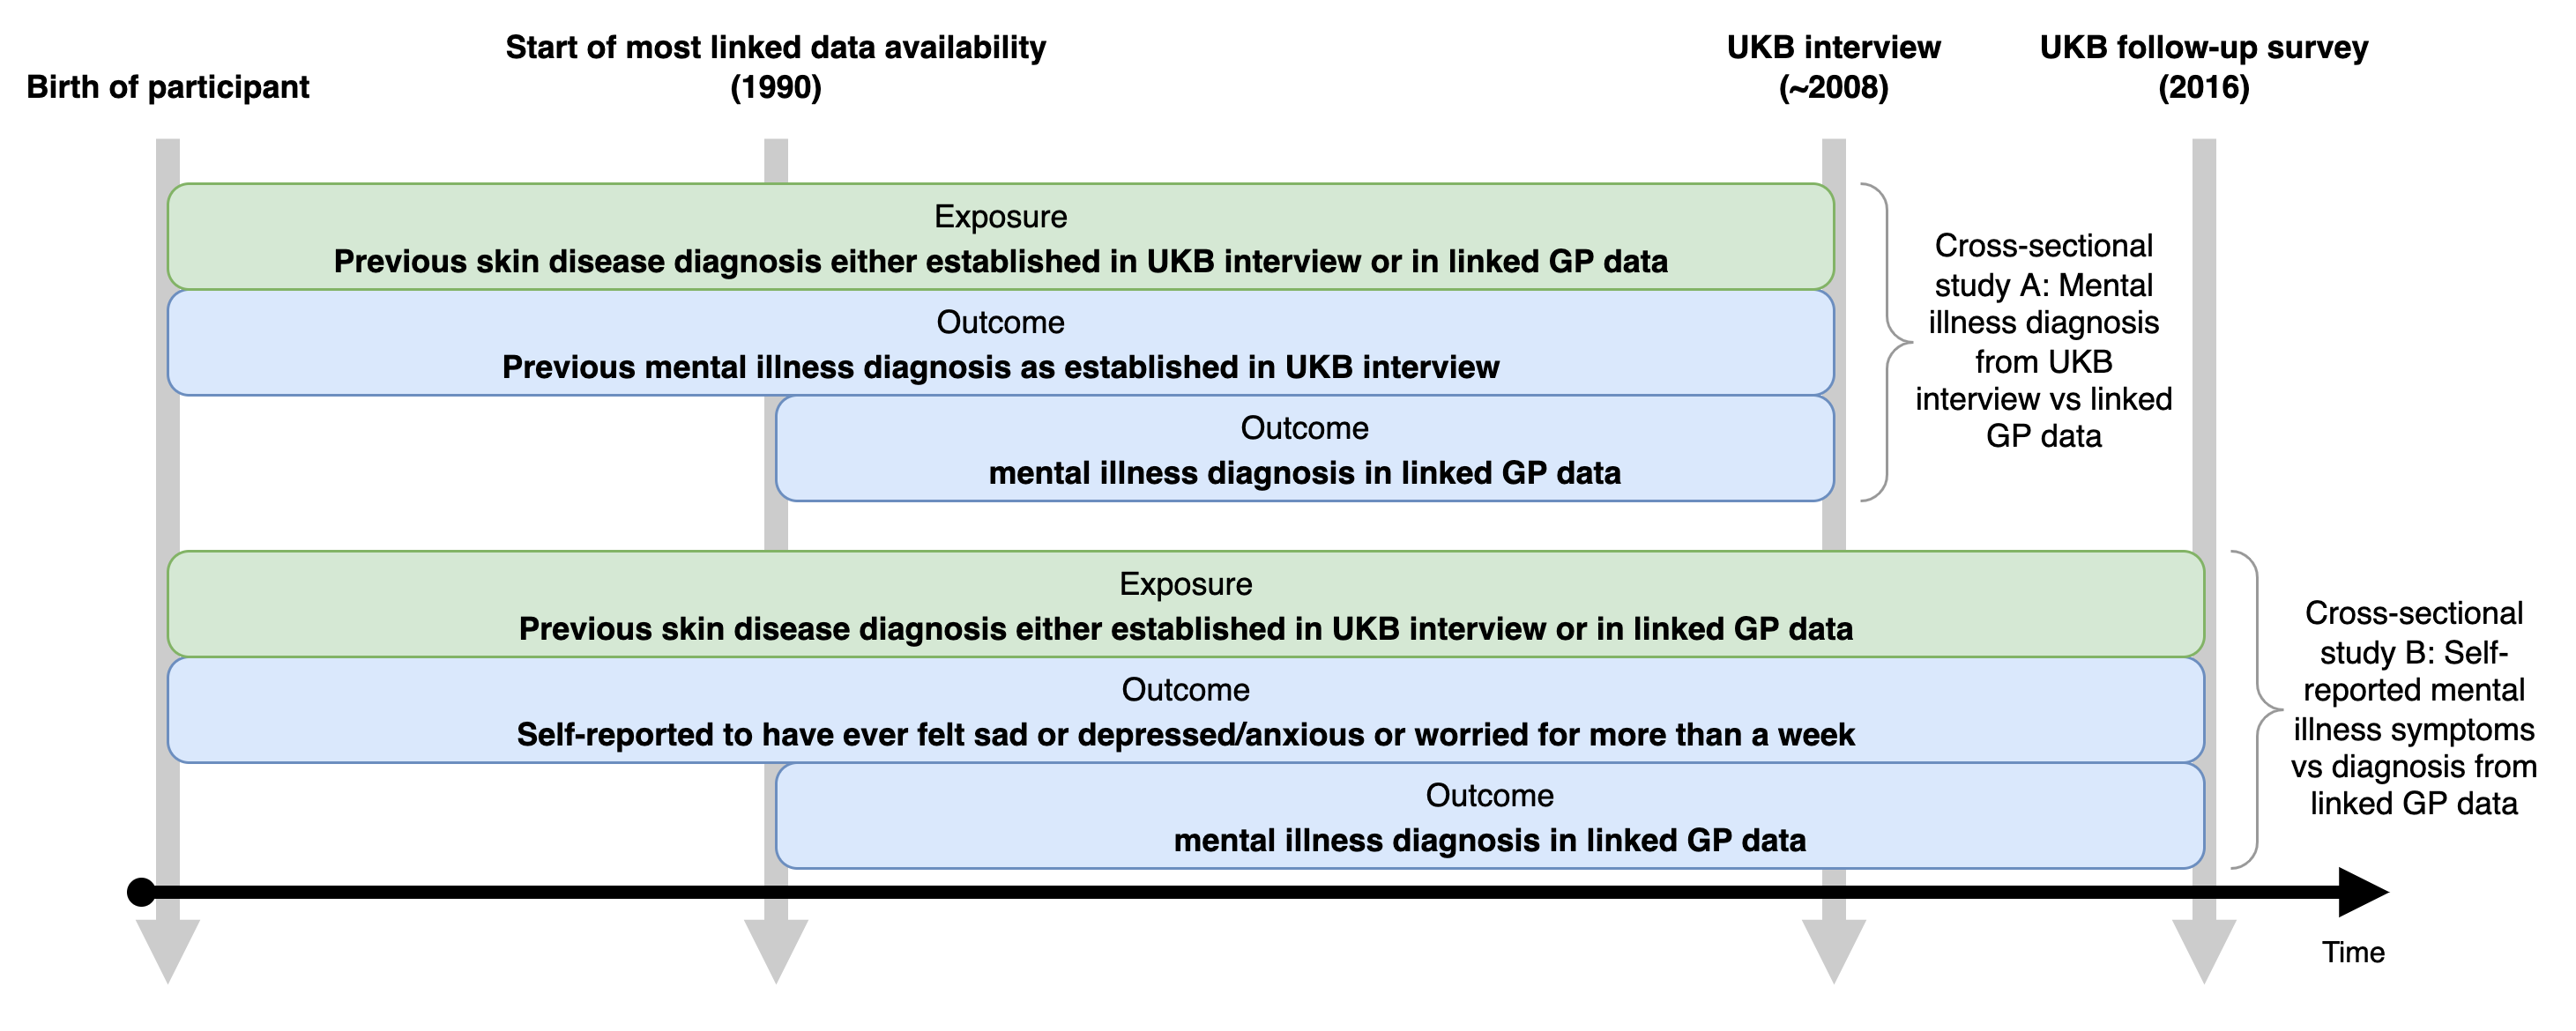 Birth of participant
Start of most linked data availability
(1990)
UKB interview
(~2008)
UKB follow-up survey
(2016)
Exposure
Previous skin disease diagnosis either established in UKB interview or in linked GP data
Outcome
Previous mental illness diagnosis as established in UKB interview
Outcome
mental illness diagnosis in linked GP data
Cross-sectional
study A: Mental
illness diagnosis
from UKB
interview vs linked
GP data
Exposure
Previous skin disease diagnosis either established in UKB interview or in linked GP data
Outcome
Self-reported to have ever felt sad or depressed/anxious or worried for more than a week
Outcome
mental illness diagnosis in linked GP data
Cross-sectional
study B: Self-
reported mental
illness symptoms
vs diagnosis from
linked GP data
Time